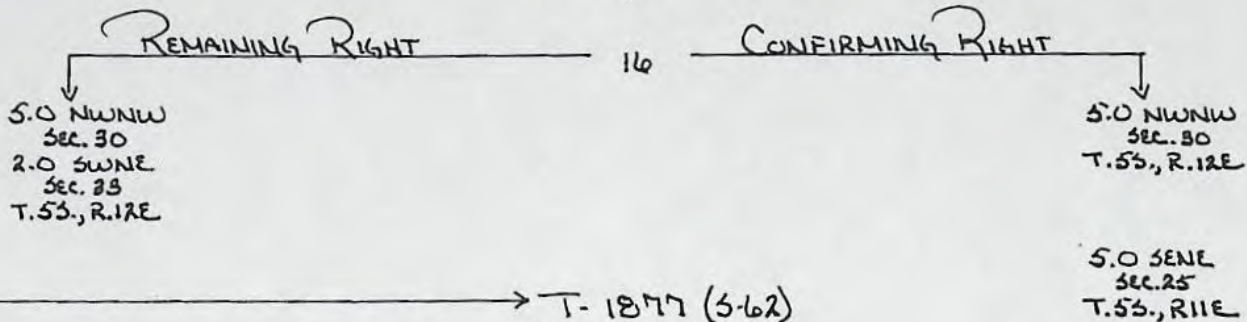 REMAINING RIGHT
16
CONFIRMING RIGHT
5.0 NWNW
SEC. 30
2.0 SWNE
SEC. 33
T.5S., R.12E
5.0 NWNW
SEC. 30
T.5S., R.12E
5.0 SENE
SEC. 25
T.5S., R11E
T-1877 (S-62)